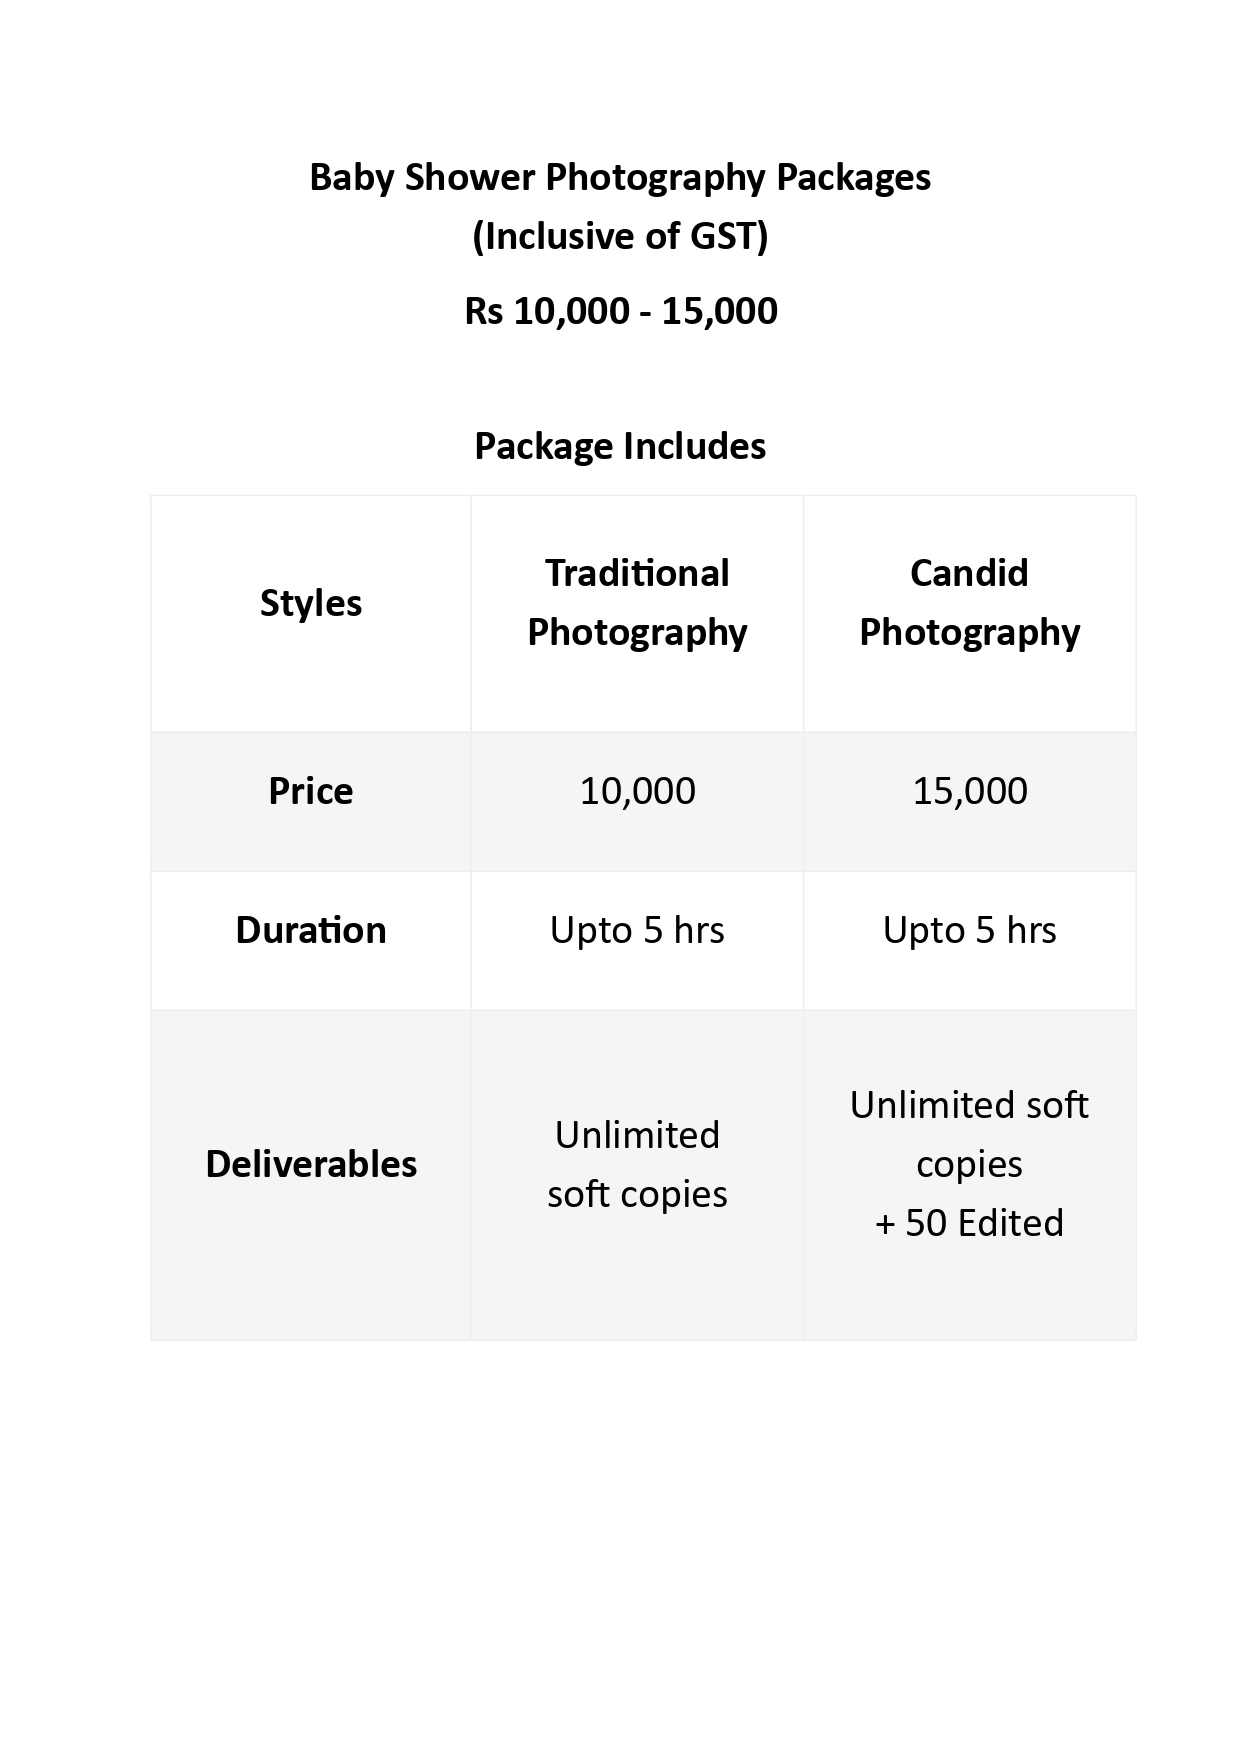 Baby Shower Photography Packages
(Inclusive of GST)
Rs 10,000 - 15,000
Package Includes
Styles
Traditional
Photography
Candid
Photography
Price
10,000
15,000
Duration
Upto 5 hrs
Upto 5 hrs
Deliverables
Unlimited
soft copies
Unlimited soft
copies
+ 50 Edited